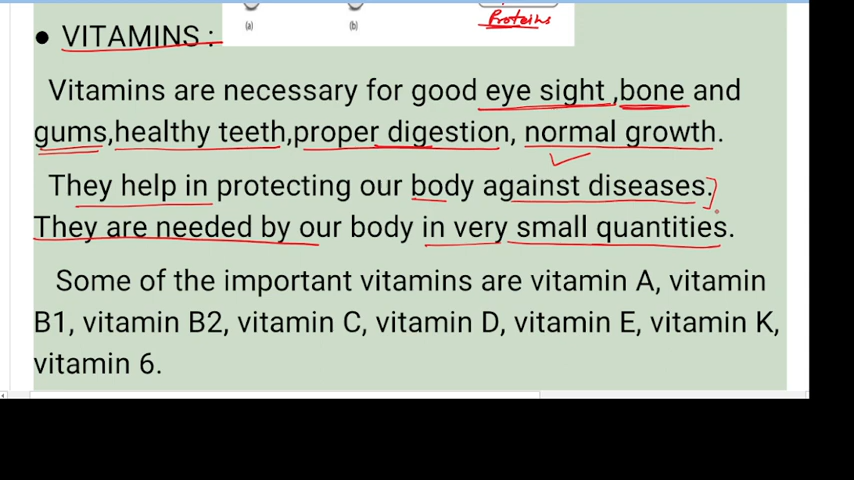 (a) (b) Proteins
● VITAMINS :
Vitamins are necessary for good eye sight ,bone and
gums,healthy teeth,proper digestion, normal growth.
They help in protecting our body against diseases.
They are needed by our body in very small quantities.
Some of the important vitamins are vitamin A, vitamin
B1, vitamin B2, vitamin C, vitamin D, vitamin E, vitamin K,
vitamin 6.